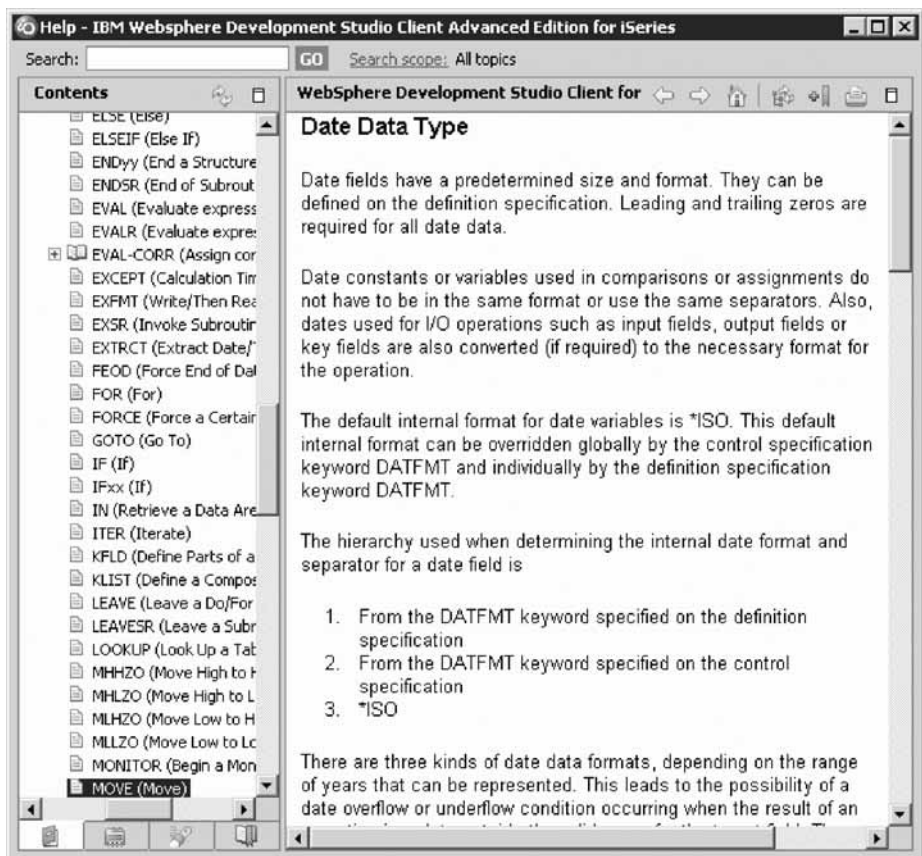 Help - IBM Websphere Development Studio Client Advanced Edition for iSeries
Search:
GO
Search scope: All topics
Contents
ELSE (Else)
ELSEIF (Else If)
ENDyy (End a Structure
ENDSR (End of Subrout
EVAL (Evaluate express
EVALR (Evaluate expre
EVAL-CORR (Assign cor
EXCEPT (Calculation Tim
EXFMT (Write/Then Rea
EXSR (Invoke Subroutin
EXTRCT (Extract Date/
FEOD (Force End of Dat
FOR (For)
FORCE (Force a Certain
GOTO (Go To)
IF (If)
IFxx (If)
IN (Retrieve a Data Are
ITER (Iterate)
KFLD (Define Parts of a
KLIST (Define a Compos
LEAVE (Leave a Do/For
LEAVESR (Leave a Subr
LOOKUP (Look Up a Tab
MHHZO (Move High to H
MHLZO (Move High to L
MLHZO (Move Low to H
MLLZO (Move Low to Lo
MONITOR (Begin a Mon
MOVE (Move)
WebSphere Development Studio Client for
Date Data Type
Date fields have a predetermined size and format. They can be
defined on the definition specification. Leading and trailing zeros are
required for all date data.
Date constants or variables used in comparisons or assignments do
not have to be in the same format or use the same separators. Also,
dates used for I/O operations such as input fields, output fields or
key fields are also converted (if required) to the necessary format for
the operation.
The default internal format for date variables is *ISO. This default
internal format can be overridden globally by the control specification
keyword DATFMT and individually by the definition specification
keyword DATFMT.
The hierarchy used when determining the internal date format and
separator for a date field is
1. From the DATFMT keyword specified on the definition
specification
2. From the DATFMT keyword specified on the control
specification
3. *ISO
There are three kinds of date data formats, depending on the range
of years that can be represented. This leads to the possibility of a
date overflow or underflow condition occurring when the result of an